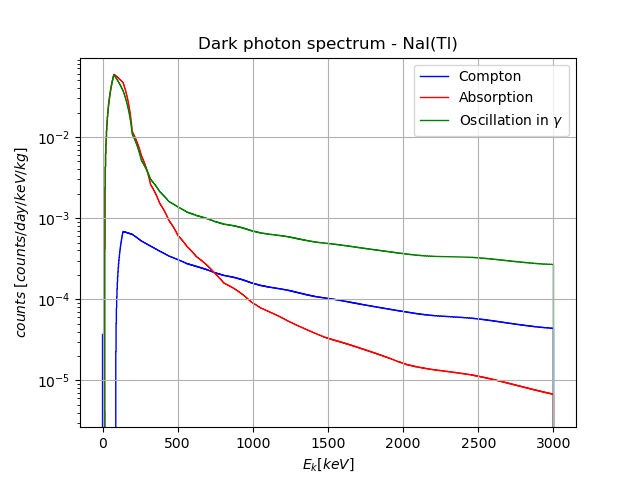 Dark photon spectrum - NaI(Tl)
Compton
Absorption
Oscillation in γ
counts [counts/day/keV/kg]
10⁻²
10⁻³
10⁻⁴
10⁻⁵
0 500 1000 1500 2000 2500 3000
Eₖ[keV]